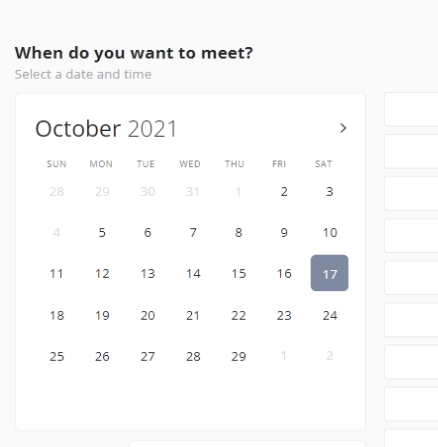 When do you want to meet?
Select a date and time
October 2021
SUN MON TUE WED THU FRI SAT
28 29 30 31 1 2 3
4 5 6 7 8 9 10
11 12 13 14 15 16 17
18 19 20 21 22 23 24
25 26 27 28 29 1 2